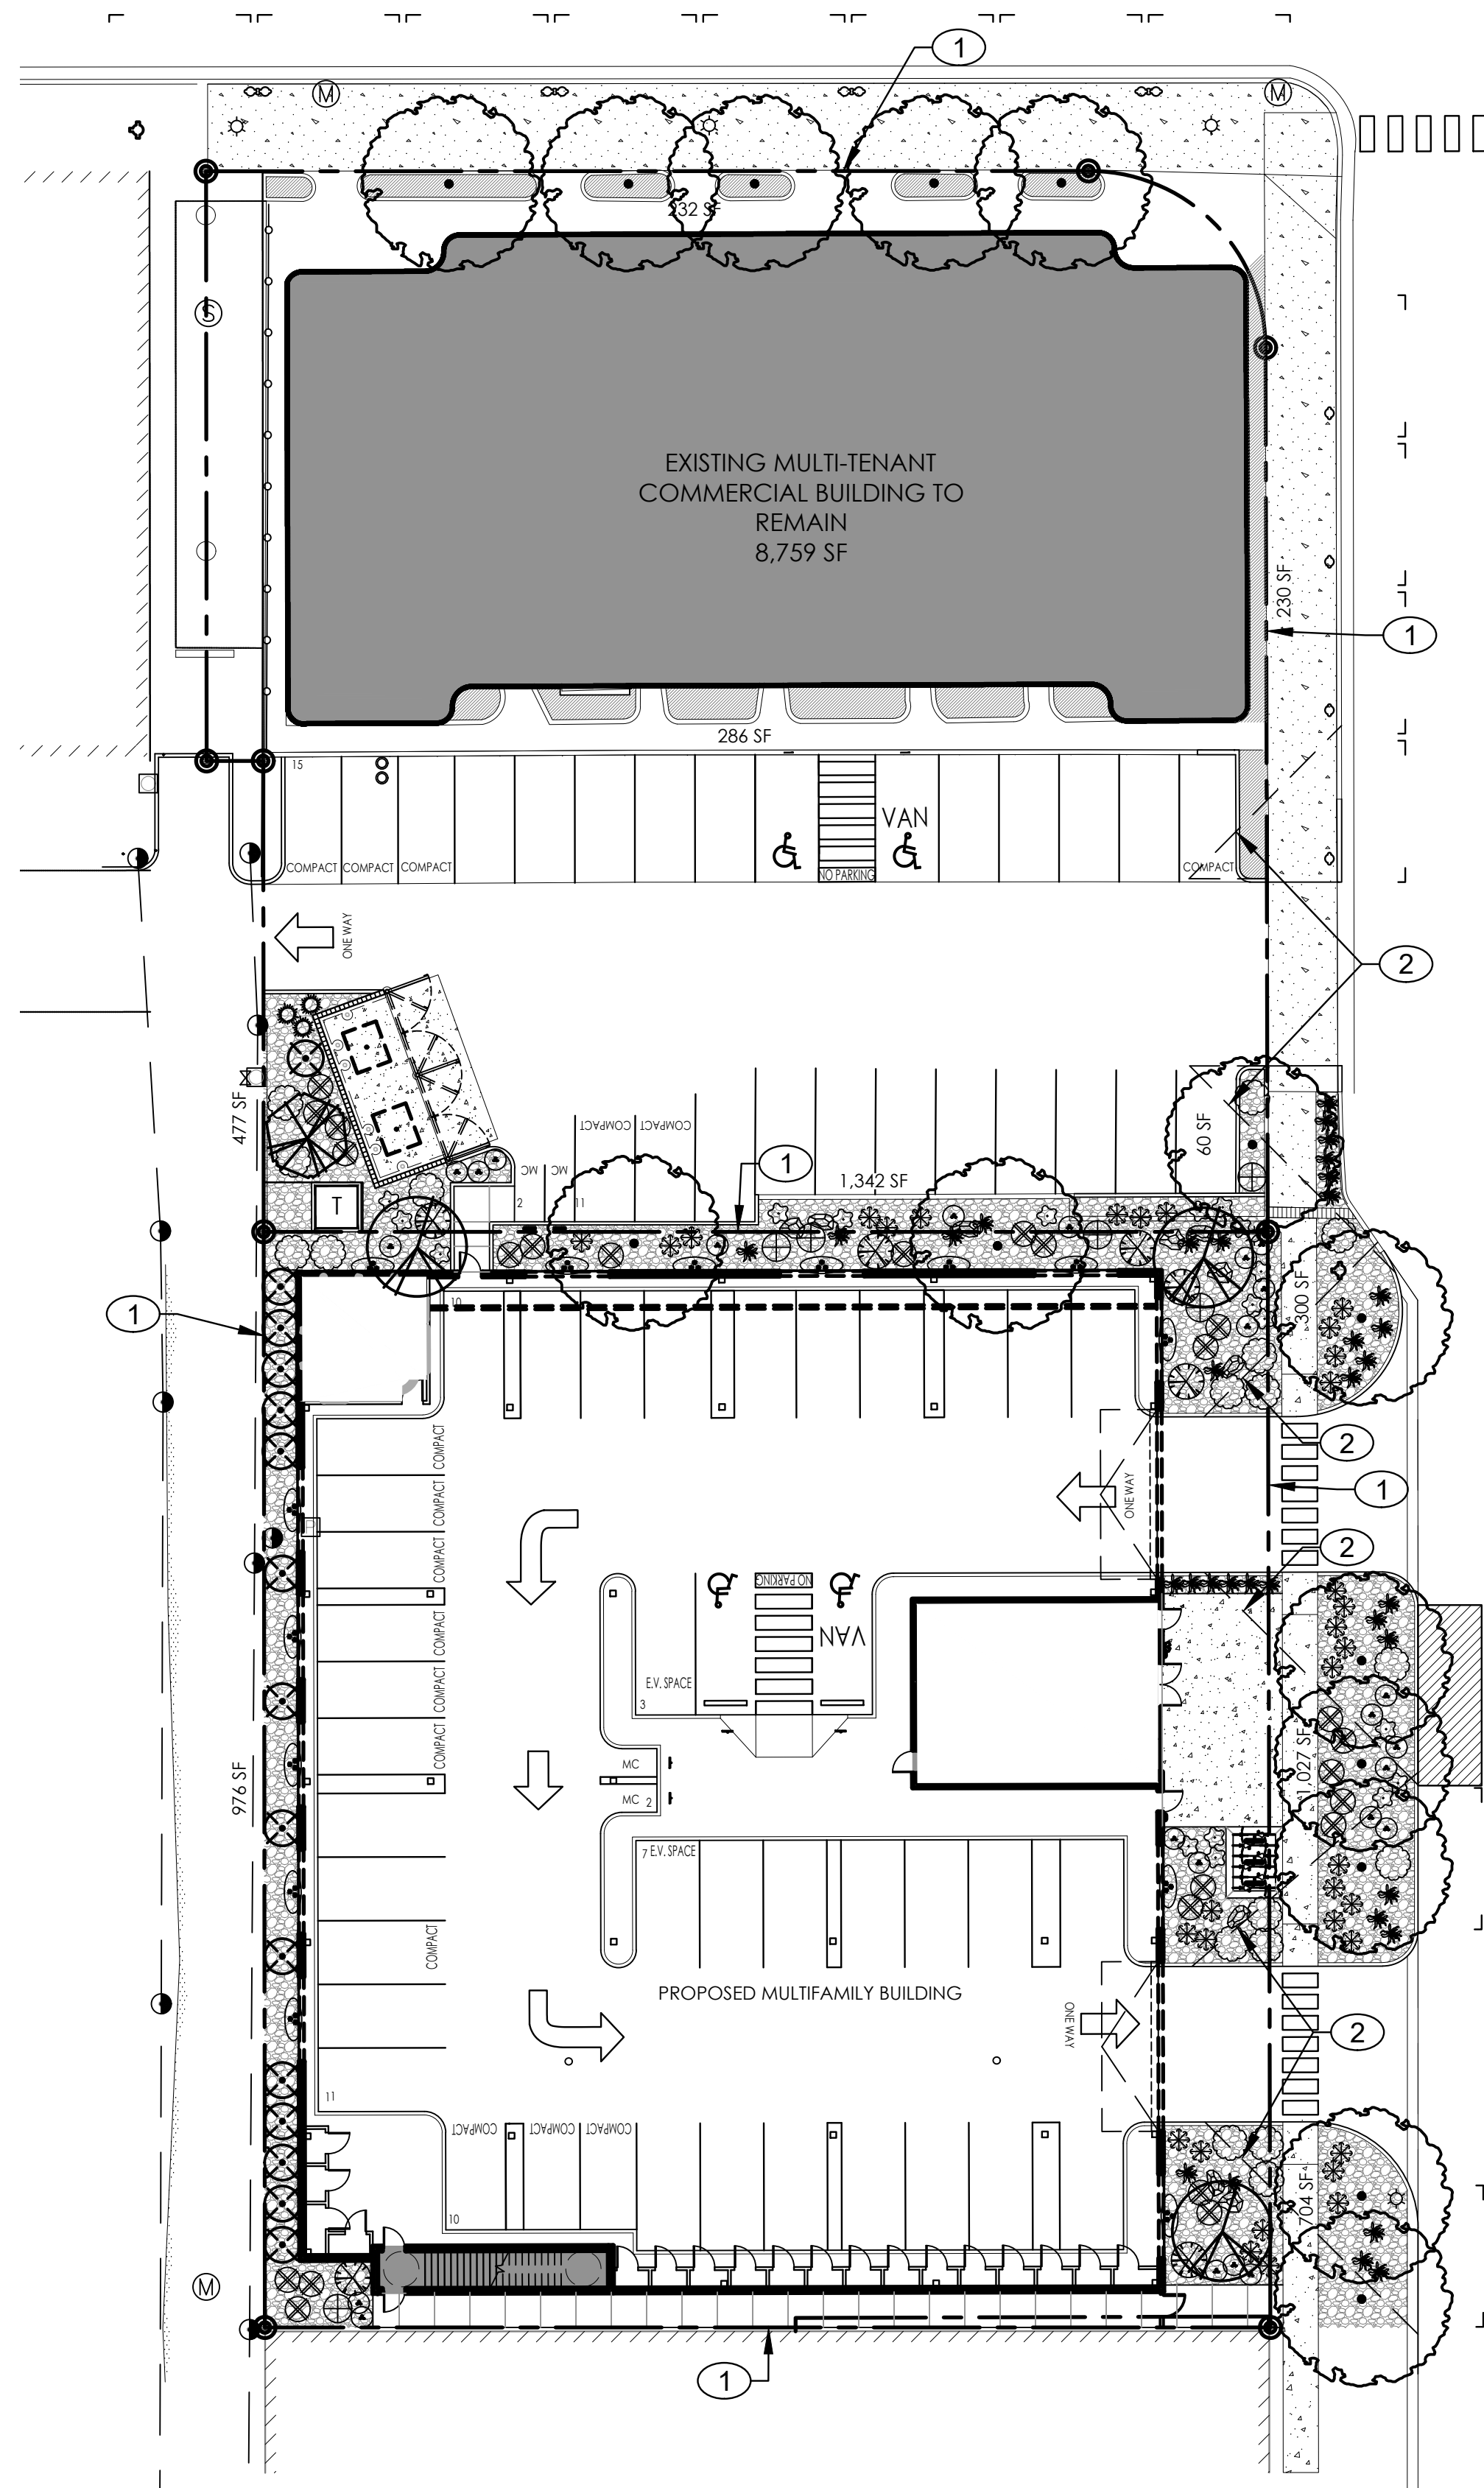 1
M
M
232 SF
S
EXISTING MULTI-TENANT
COMMERCIAL BUILDING TO
REMAIN
8,759 SF
230 SF
1
286 SF
15
VAN
COMPACT
COMPACT
COMPACT
NO PARKING
COMPACT
ONE WAY
2
477 SF
COMPACT
COMPACT
60 SF
MC
MC
1
1,342 SF
T
2
11
1
10
300 SF
COMPACT
2
COMPACT
1
ONE WAY
COMPACT
2
NO PARKING
COMPACT
VAN
COMPACT
E.V. SPACE
3
COMPACT
MC
MC
2
976 SF
1,027 SF
7
E.V. SPACE
COMPACT
PROPOSED MULTIFAMILY BUILDING
ONE WAY
2
11
COMPACT
COMPACT
COMPACT
704 SF
10
M
1